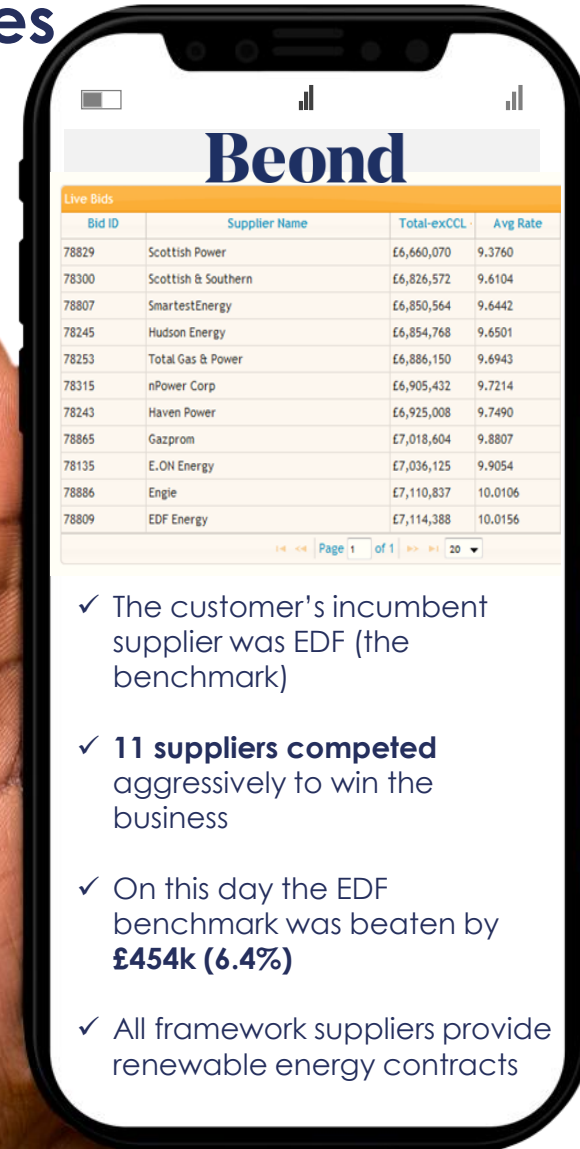 es
Beond
Live Bids
Bid ID Supplier Name Total-exCCL Avg Rate
78829 Scottish Power £6,660,070 9.3760
78300 Scottish & Southern £6,826,572 9.6104
78807 SmartestEnergy £6,850,564 9.6442
78245 Hudson Energy £6,854,768 9.6501
78253 Total Gas & Power £6,886,150 9.6943
78315 nPower Corp £6,905,432 9.7214
78243 Haven Power £6,925,008 9.7490
78865 Gazprom £7,018,604 9.8807
78135 E.ON Energy £7,036,125 9.9054
78886 Engie £7,110,837 10.0106
78809 EDF Energy £7,114,388 10.0156
Page 1 of 1 20
✓ The customer’s incumbent
supplier was EDF (the
benchmark)
✓ 11 suppliers competed
aggressively to win the
business
✓ On this day the EDF
benchmark was beaten by
£454k (6.4%)
✓ All framework suppliers provide
renewable energy contracts